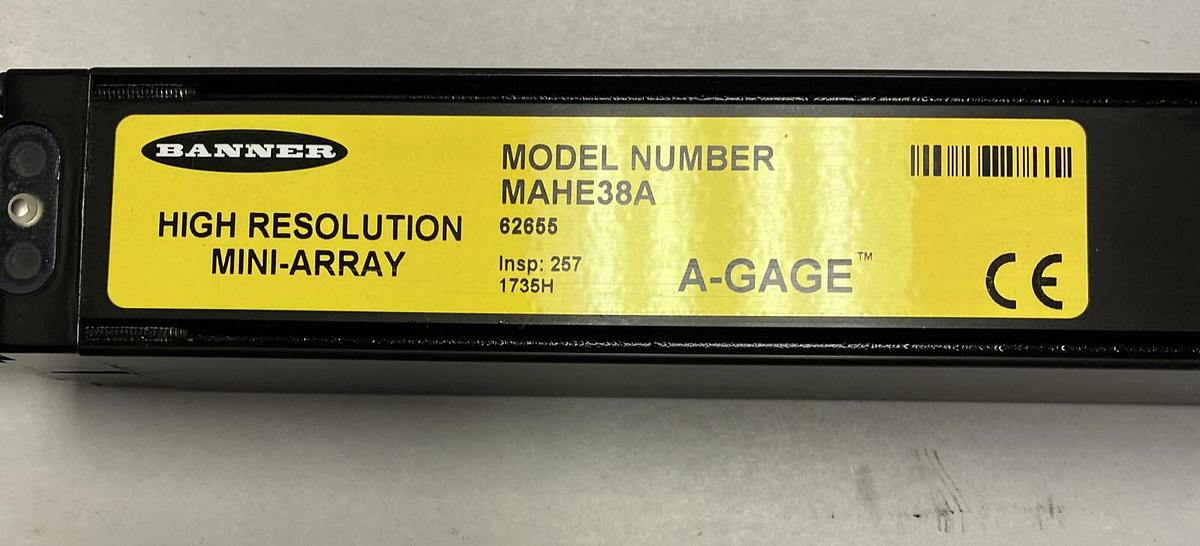 BANNER
HIGH RESOLUTION
MINI-ARRAY
MODEL NUMBER
MAHE38A
62655
Insp: 257
1735H
A-GAGE™
CE